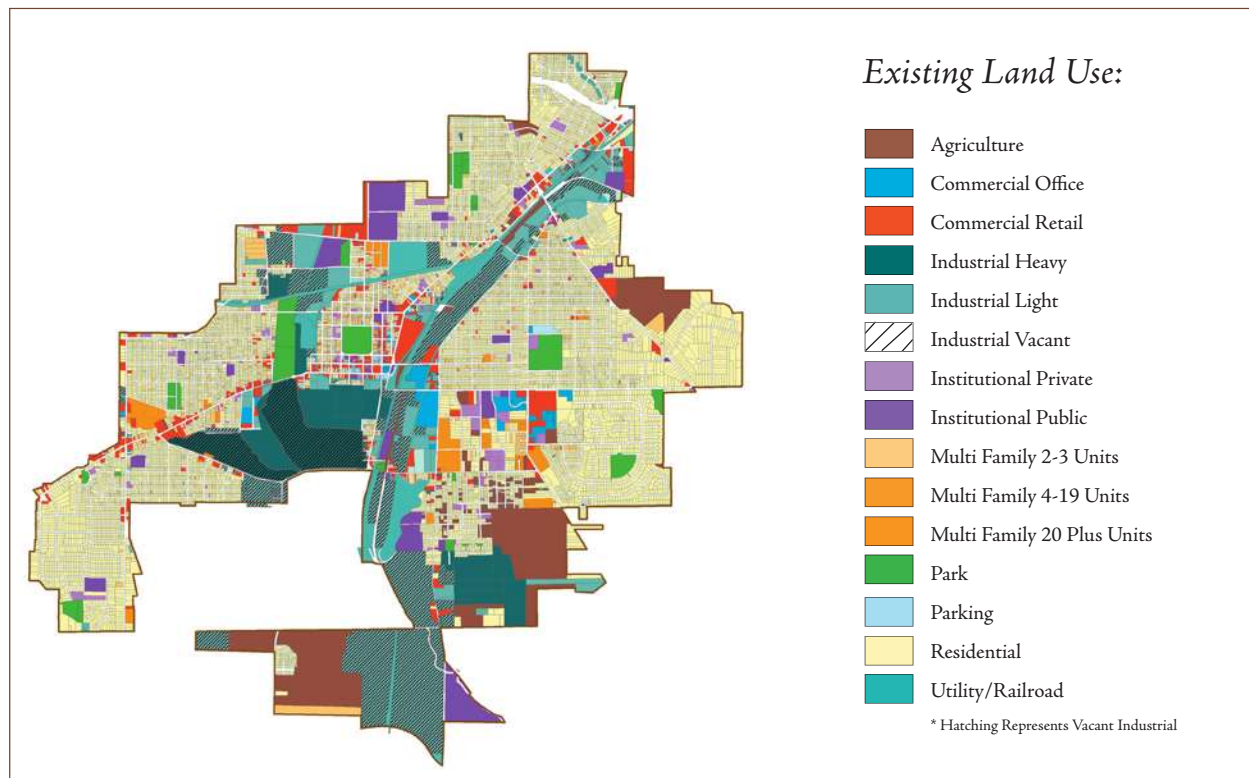 Existing Land Use:
Agriculture
Commercial Office
Commercial Retail
Industrial Heavy
Industrial Light
Industrial Vacant
Institutional Private
Institutional Public
Multi Family 2-3 Units
Multi Family 4-19 Units
Multi Family 20 Plus Units
Park
Parking
Residential
Utility/Railroad
* Hatching Represents Vacant Industrial